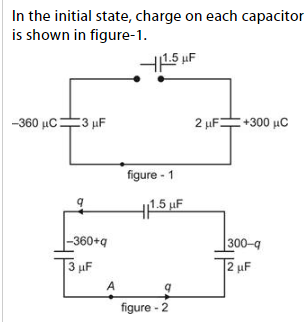 In the initial state, charge on each capacitor
is shown in figure-1.
1.5 μF
–360 μC 3 μF 2 μF +300 μC
figure - 1
q 1.5 μF
–360+q 300–q
3 μF 2 μF
A q
figure - 2